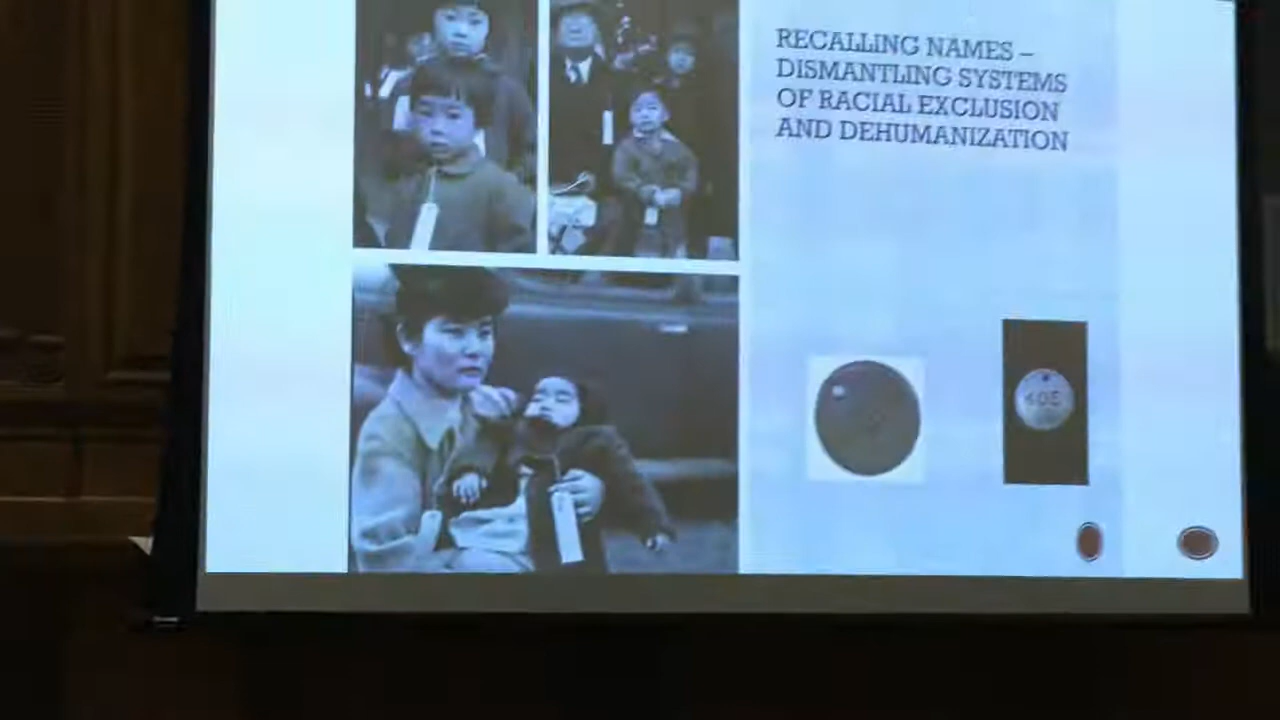 RECALLING NAMES –
DISMANTLING SYSTEMS
OF RACIAL EXCLUSION
AND DEHUMANIZATION